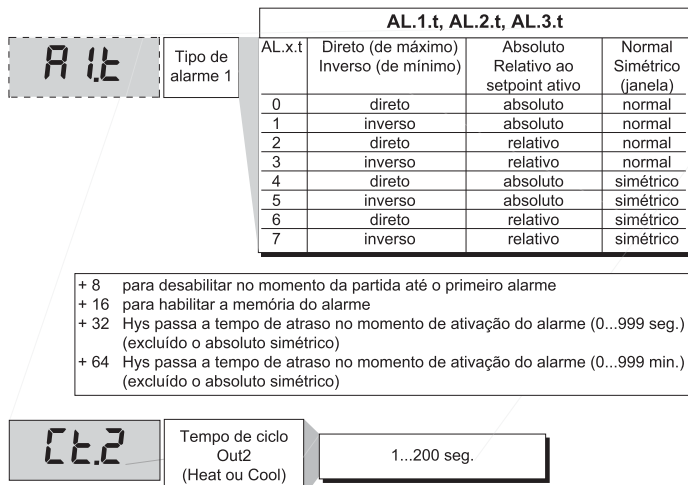 AL.1.t, AL.2.t, AL.3.t
A1.t
Tipo de
alarme 1
AL.x.t Direto (de máximo) Absoluto Normal
Inverso (de mínimo) Relativo ao Simétrico
setpoint ativo (janela)
0 direto absoluto normal
1 inverso absoluto normal
2 direto relativo normal
3 inverso relativo normal
4 direto absoluto simétrico
5 inverso absoluto simétrico
6 direto relativo simétrico
7 inverso relativo simétrico
+ 8 para desabilitar no momento da partida até o primeiro alarme
+ 16 para habilitar a memória do alarme
+ 32 Hys passa a tempo de atraso no momento de ativação do alarme (0...999 seg.)
(excluído o absoluto simétrico)
+ 64 Hys passa a tempo de atraso no momento de ativação do alarme (0...999 min.)
(excluído o absoluto simétrico)
Ct.2
Tempo de ciclo
Out2
(Heat ou Cool)
1...200 seg.